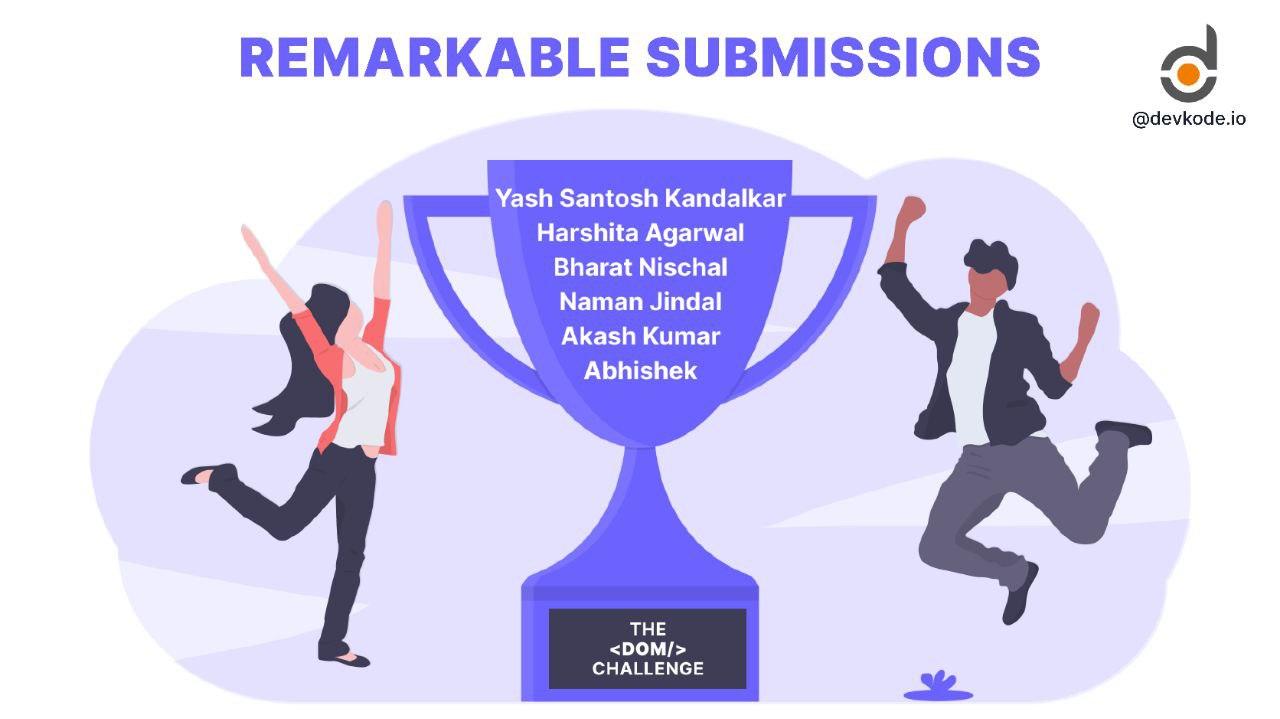 REMARKABLE SUBMISSIONS
@devkode.io
Yash Santosh Kandalkar
Harshita Agarwal
Bharat Nischal
Naman Jindal
Akash Kumar
Abhishek
THE
<DOM/>
CHALLENGE